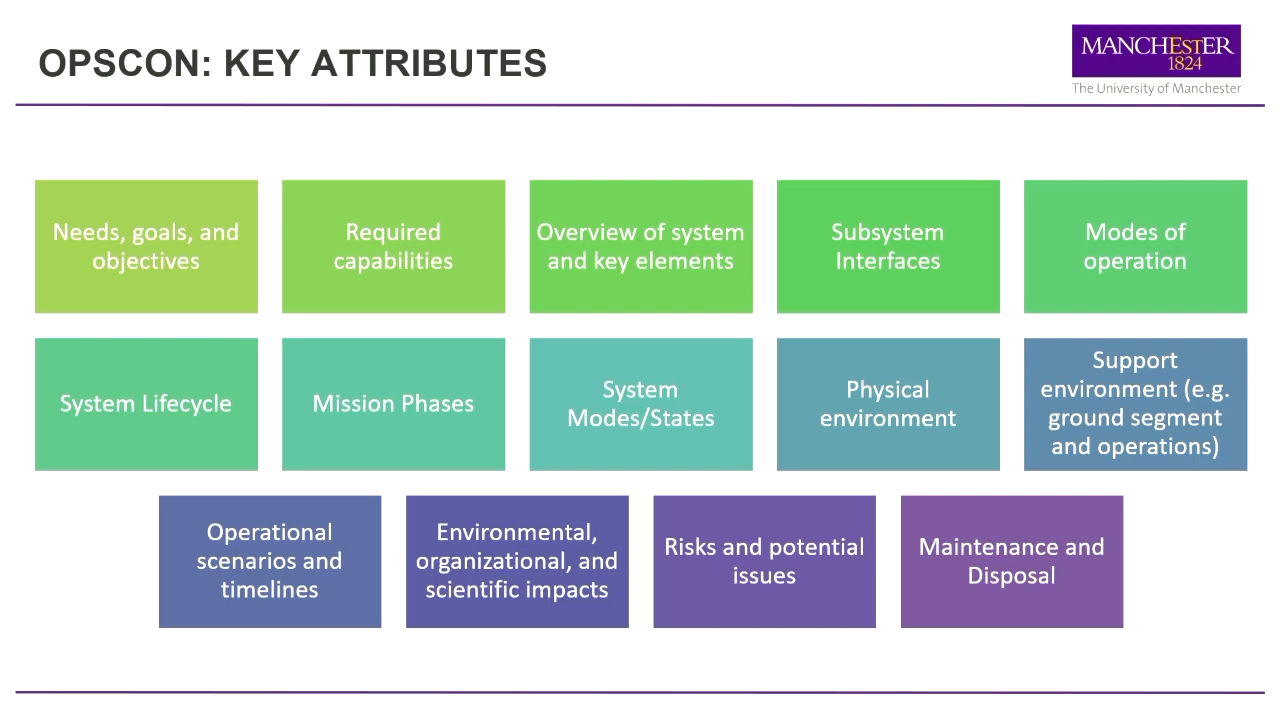 OPSCON: KEY ATTRIBUTES
MANCHEsTER
1824
The University of Manchester
Needs, goals, and
objectives
Required
capabilities
Overview of system
and key elements
Subsystem
Interfaces
Modes of
operation
System Lifecycle
Mission Phases
System
Modes/States
Physical
environment
Support
environment (e.g.
ground segment
and operations)
Operational
scenarios and
timelines
Environmental,
organizational, and
scientific impacts
Risks and potential
issues
Maintenance and
Disposal